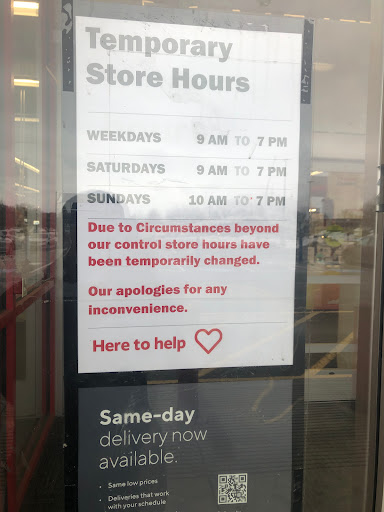 Temporary
Store Hours
WEEKDAYS 9 AM TO 7 PM
SATURDAYS 9 AM TO 7 PM
SUNDAYS 10 AM TO 7 PM
Due to Circumstances beyond
our control store hours have
been temporarily changed.
Our apologies for any
inconvenience.
Here to help
Same-day
delivery now
available.
• Same low prices
• Deliveries that work
with your schedule